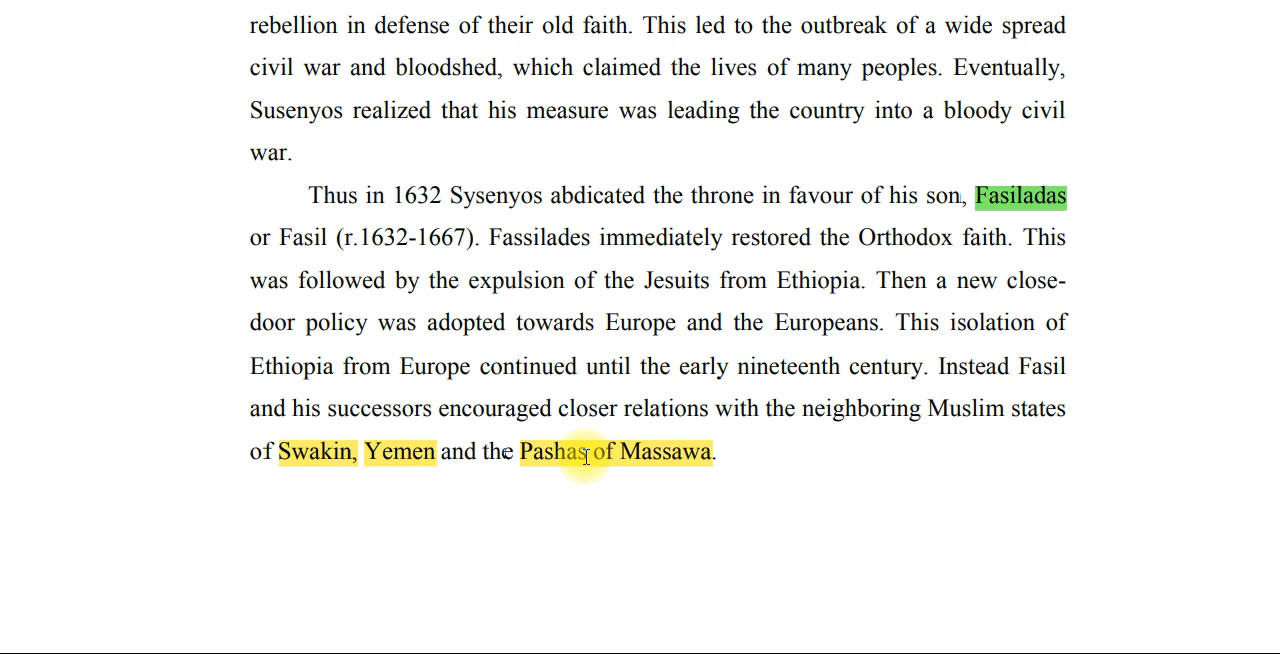 rebellion in defense of their old faith. This led to the outbreak of a wide spread
civil war and bloodshed, which claimed the lives of many peoples. Eventually,
Susenyos realized that his measure was leading the country into a bloody civil
war.
Thus in 1632 Sysenyos abdicated the throne in favour of his son, Fasiladas
or Fasil (r.1632-1667). Fassilades immediately restored the Orthodox faith. This
was followed by the expulsion of the Jesuits from Ethiopia. Then a new close-
door policy was adopted towards Europe and the Europeans. This isolation of
Ethiopia from Europe continued until the early nineteenth century. Instead Fasil
and his successors encouraged closer relations with the neighboring Muslim states
of Swakin, Yemen and the Pashas of Massawa.